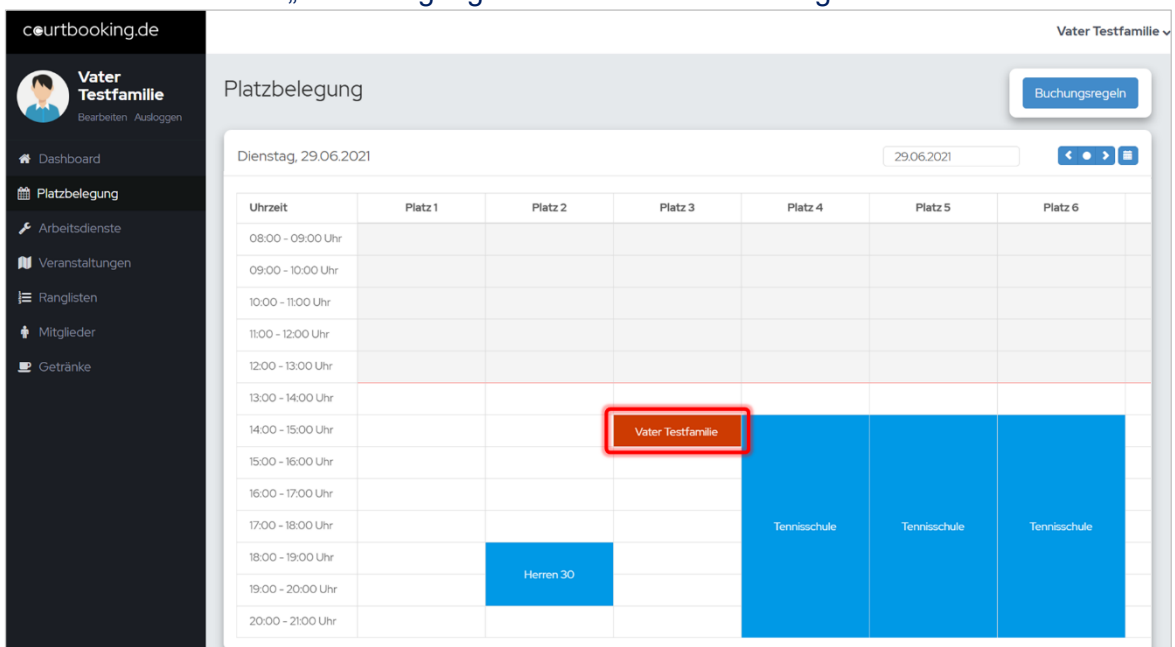 courtbooking.de
Vater Testfamilie
Vater
Testfamilie
Bearbeiten Ausloggen
Dashboard
Platzbelegung
Arbeitsdienste
Veranstaltungen
Ranglisten
Mitglieder
Getränke
Platzbelegung
Buchungsregeln
Dienstag, 29.06.2021
29.06.2021
Uhrzeit Platz 1 Platz 2 Platz 3 Platz 4 Platz 5 Platz 6
08:00 - 09:00 Uhr
09:00 - 10:00 Uhr
10:00 - 11:00 Uhr
11:00 - 12:00 Uhr
12:00 - 13:00 Uhr
13:00 - 14:00 Uhr
14:00 - 15:00 Uhr Vater Testfamilie
15:00 - 16:00 Uhr
16:00 - 17:00 Uhr
17:00 - 18:00 Uhr Tennisschule Tennisschule Tennisschule
18:00 - 19:00 Uhr
Herren 30
19:00 - 20:00 Uhr
20:00 - 21:00 Uhr